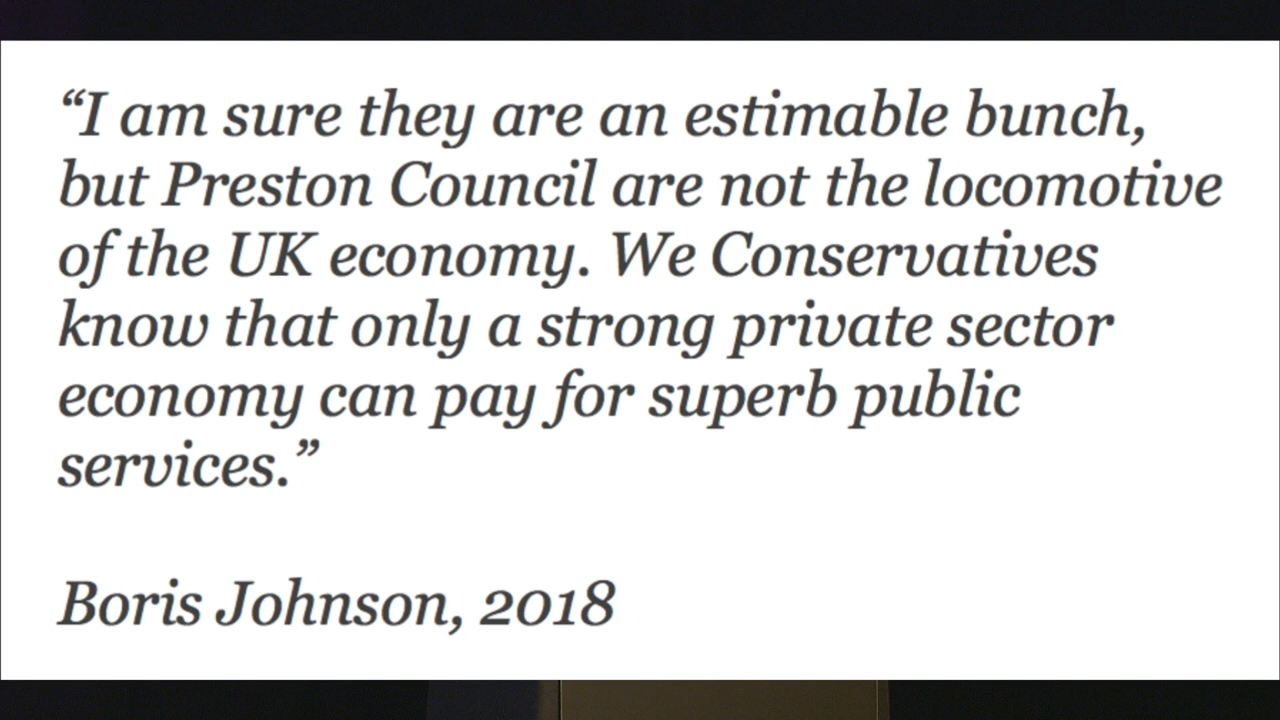 “I am sure they are an estimable bunch,
but Preston Council are not the locomotive
of the UK economy. We Conservatives
know that only a strong private sector
economy can pay for superb public
services.”
Boris Johnson, 2018